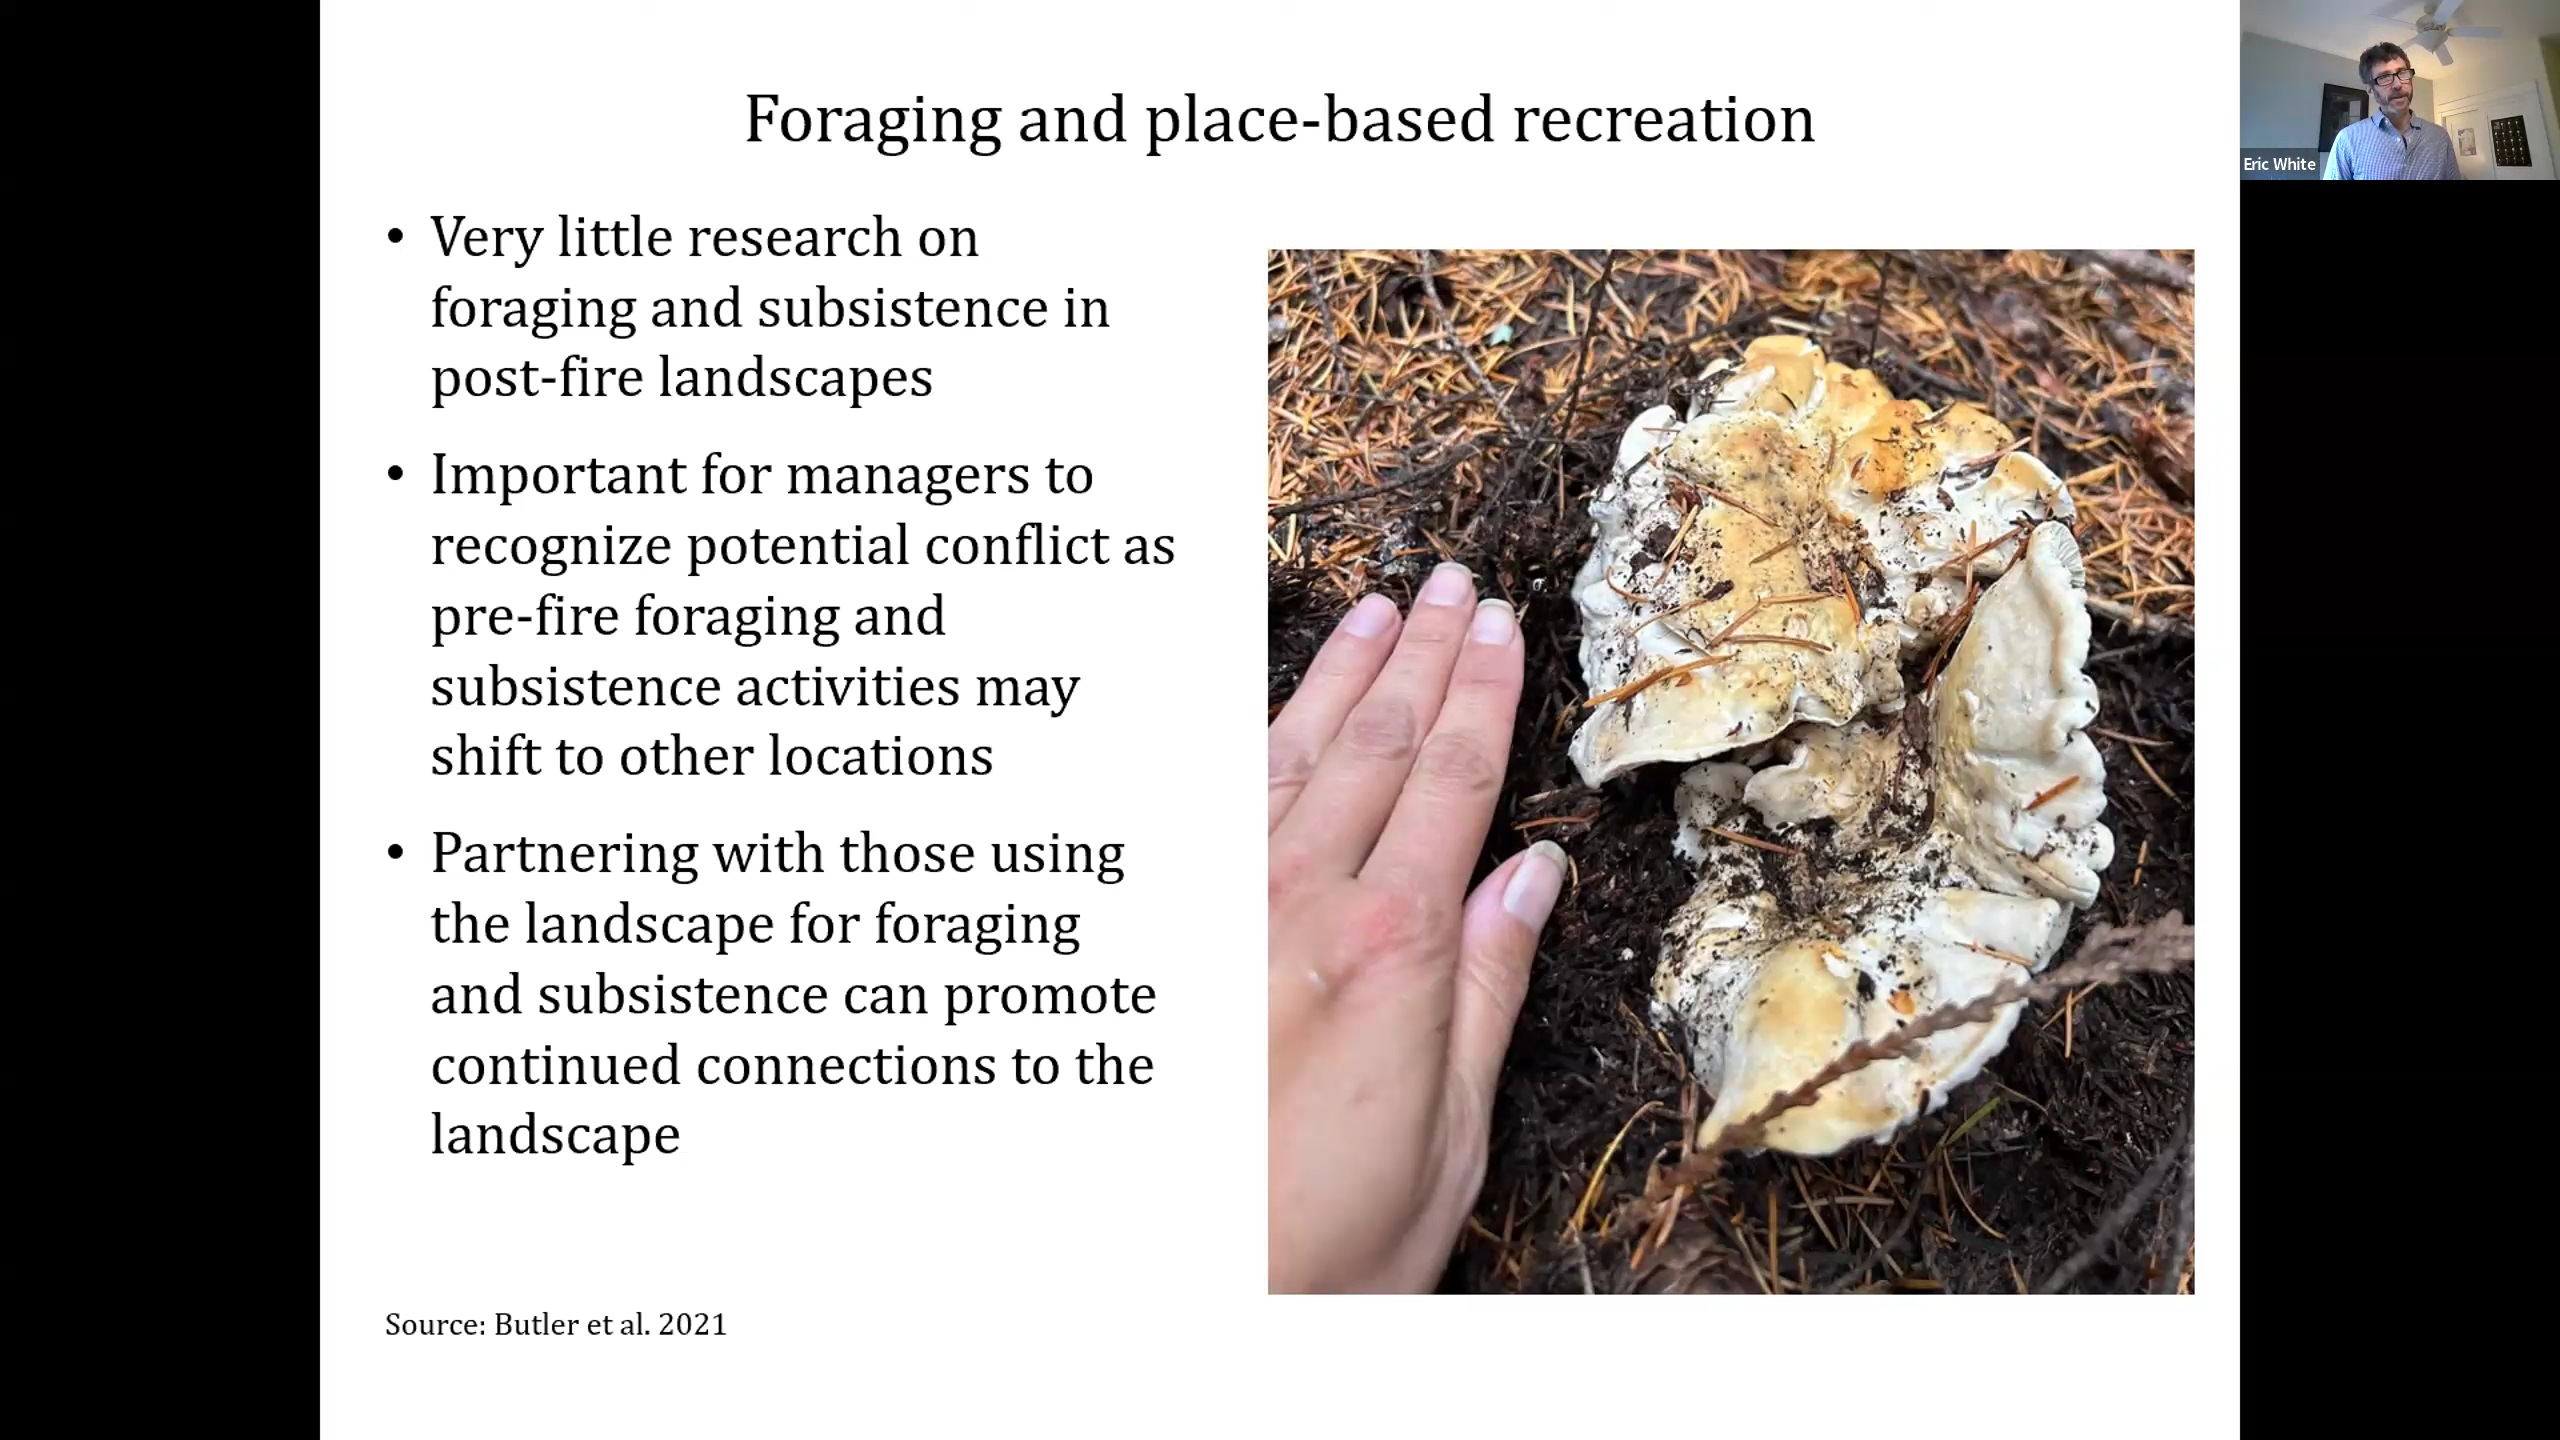 Foraging and place-based recreation
• Very little research on
foraging and subsistence in
post-fire landscapes
• Important for managers to
recognize potential conflict as
pre-fire foraging and
subsistence activities may
shift to other locations
• Partnering with those using
the landscape for foraging
and subsistence can promote
continued connections to the
landscape
Source: Butler et al. 2021
Eric White